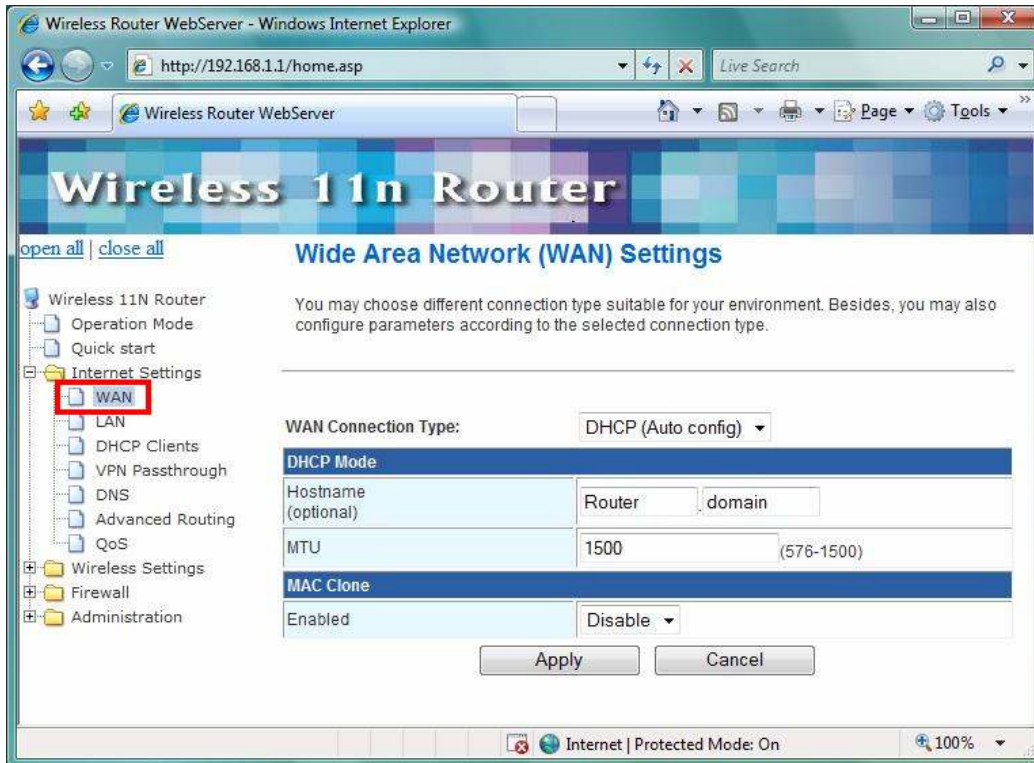 Wireless Router WebServer - Windows Internet Explorer
http://192.168.1.1/home.asp
Live Search
Wireless Router WebServer
Page
Tools
Wireless 11n Router
open all | close all
Wide Area Network (WAN) Settings
You may choose different connection type suitable for your environment. Besides, you may also
configure parameters according to the selected connection type.
Wireless 11N Router
Operation Mode
Quick start
Internet Settings
WAN
LAN
DHCP Clients
VPN Passthrough
DNS
Advanced Routing
QoS
Wireless Settings
Firewall
Administration
WAN Connection Type: DHCP (Auto config)
DHCP Mode
Hostname
(optional)
Router . domain
MTU 1500 (576-1500)
MAC Clone
Enabled Disable
Apply Cancel
Internet | Protected Mode: On
100%